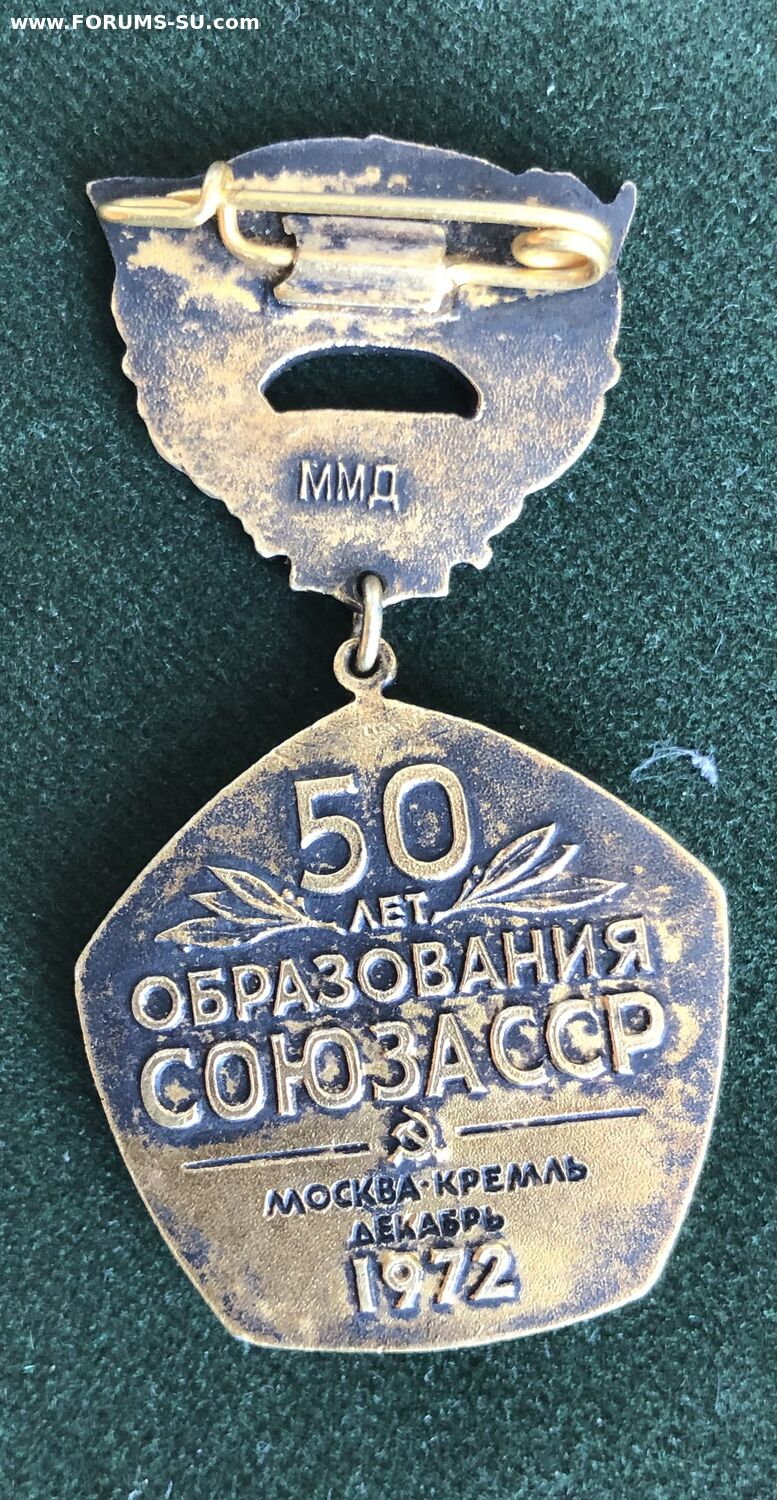 www.FORUMS-SU.com
ММД
50
ЛЕТ
ОБРАЗОВАНИЯ
СОЮЗА ССР
МОСКВА·КРЕМЛЬ
ДЕКАБРЬ
1972